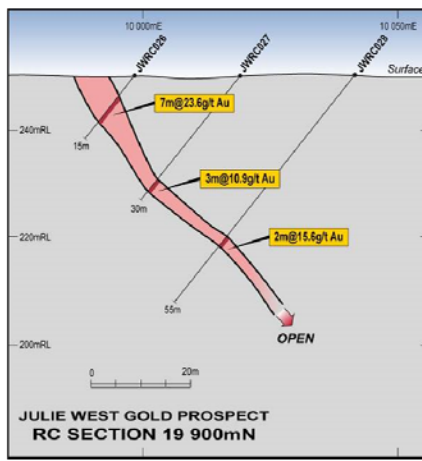 10 000mE
10 050mE
JWRC026
JWRC027
JWRC028
Surface
7m@23.6g/t Au
240mRL
15m
3m@10.9g/t Au
30m
220mRL
2m@15.6g/t Au
55m
200mRL
OPEN
0
20m
JULIE WEST GOLD PROSPECT
RC SECTION 19 900mN